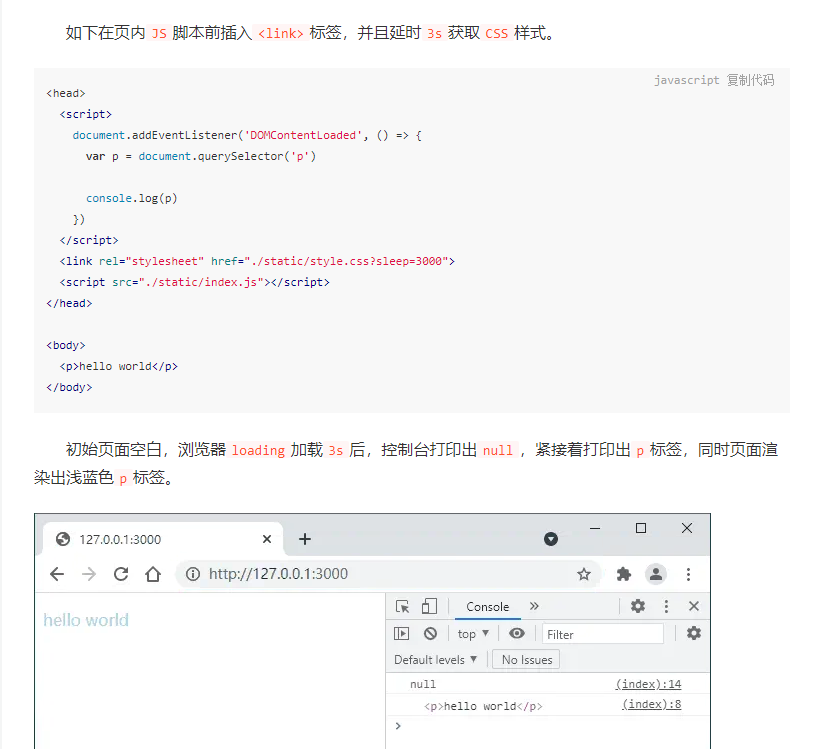 如下在页内 JS 脚本前插入 <link> 标签，并且延时 3s 获取 CSS 样式。
javascript 复制代码
<head>
  <script>
    document.addEventListener('DOMContentLoaded', () => {
      var p = document.querySelector('p')

      console.log(p)
    })
  </script>
  <link rel="stylesheet" href="./static/style.css?sleep=3000">
  <script src="./static/index.js"></script>
</head>

<body>
  <p>hello world</p>
</body>
初始页面空白，浏览器 loading 加载 3s 后，控制台打印出 null ，紧接着打印出 p 标签，同时页面渲
染出浅蓝色 p 标签。
127.0.0.1:3000
http://127.0.0.1:3000
hello world
Console
top
Filter
Default levels
No Issues
null (index):14
<p>hello world</p> (index):8